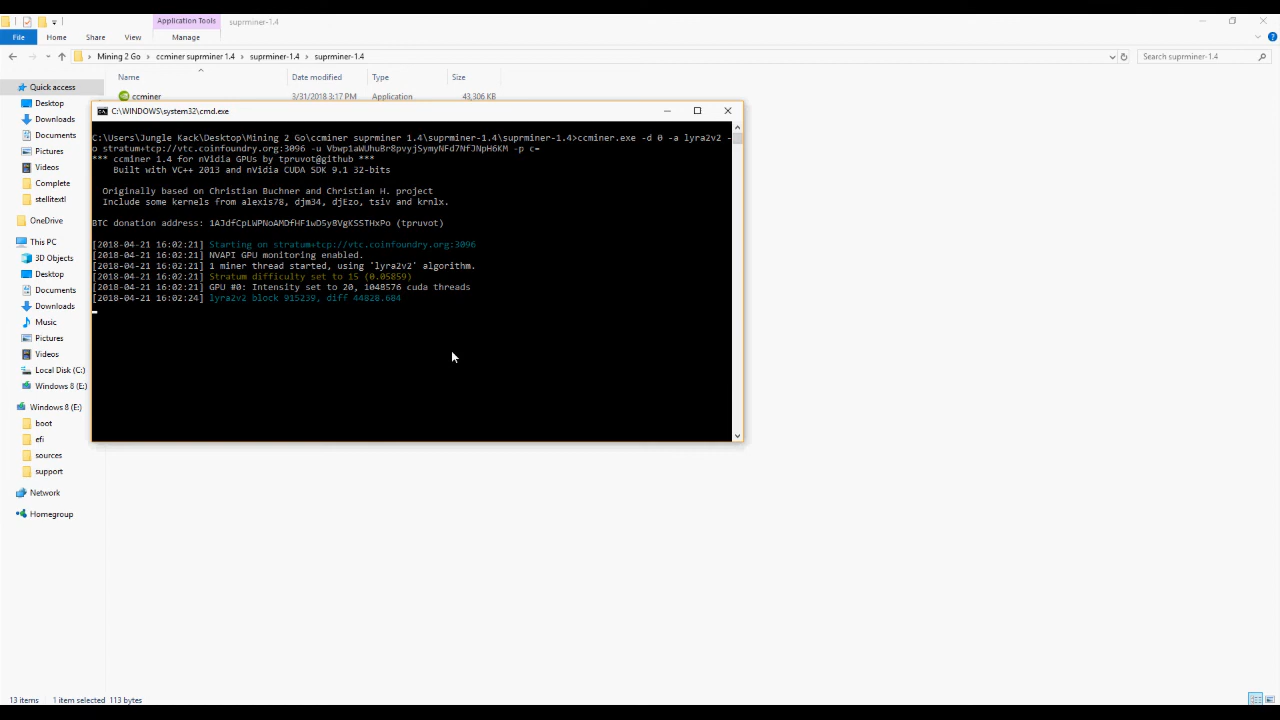 Application Tools
suprminer-1.4
File
Home
Share
View
Manage
Mining 2 Go
ccminer suprminer 1.4
suprminer-1.4
suprminer-1.4
Search suprminer-1.4
Name
Date modified
Type
Size
ccminer
3/31/2018 3:17 PM
Application
43,306 KB
Quick access
Desktop
Downloads
Documents
Pictures
Videos
Complete
stellitextl
OneDrive
This PC
3D Objects
Desktop
Documents
Downloads
Music
Pictures
Videos
Local Disk (C:)
Windows 8 (E:)
Windows 8 (E:)
boot
efi
sources
support
Network
Homegroup
C:\WINDOWS\system32\cmd.exe
C:\Users\Jungle Kack\Desktop\Mining 2 Go\ccminer suprminer 1.4\suprminer-1.4\suprminer-1.4>ccminer.exe -d 0 -a lyra2v2 -
o stratum+tcp://vtc.coinfoundry.org:3096 -u Vbwp1aWUhuBr8pvyjSymyNFd7NfJNpH6KM -p c=
*** ccminer 1.4 for nVidia GPUs by tpruvot@github ***
Built with VC++ 2013 and nVidia CUDA SDK 9.1 32-bits
Originally based on Christian Buchner and Christian H. project
Include some kernels from alexis78, djm34, djEzo, tsiv and krnlx.
BTC donation address: 1AJdfCpLWPNoAMDfHF1wD5y8VgKSSTHxPo (tpruvot)
[2018-04-21 16:02:21] Starting on stratum+tcp://vtc.coinfoundry.org:3096
[2018-04-21 16:02:21] NVAPI GPU monitoring enabled.
[2018-04-21 16:02:21] 1 miner thread started, using 'lyra2v2' algorithm.
[2018-04-21 16:02:21] Stratum difficulty set to 15 (0.05859)
[2018-04-21 16:02:21] GPU #0: Intensity set to 20, 1048576 cuda threads
[2018-04-21 16:02:24] lyra2v2 block 915239, diff 44828.684
13 items
1 item selected 113 bytes